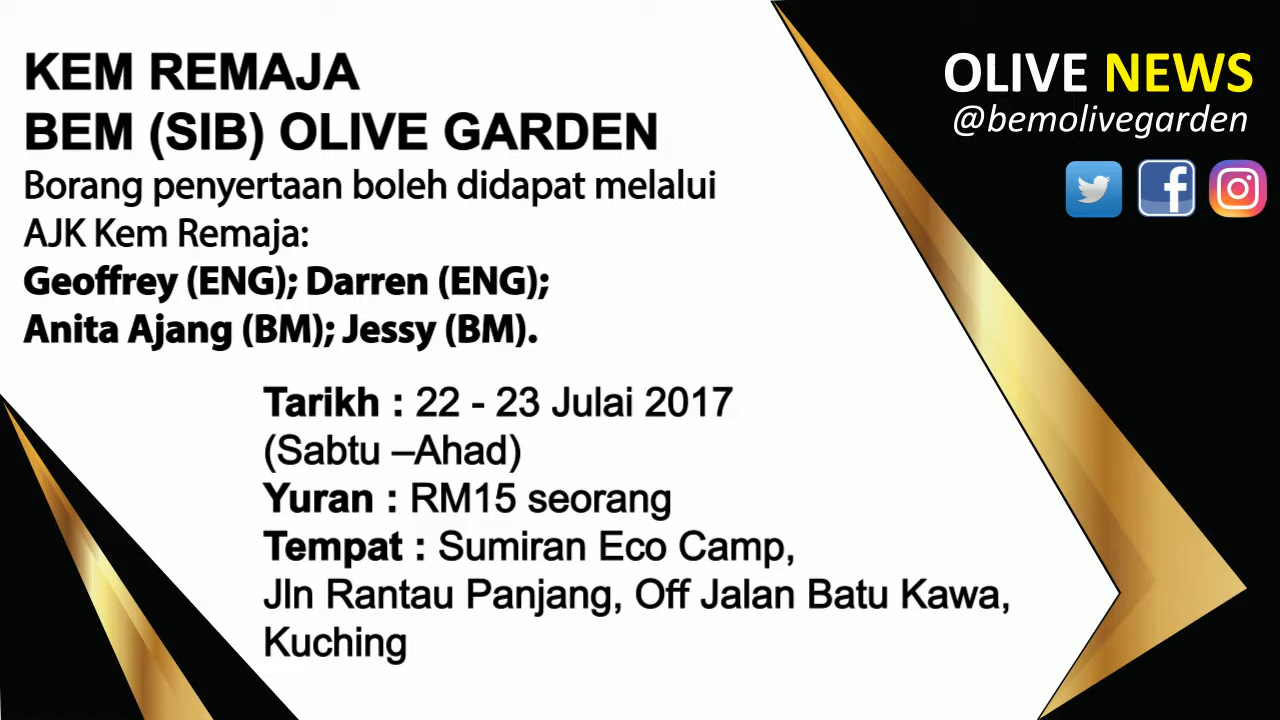 KEM REMAJA
BEM (SIB) OLIVE GARDEN
Borang penyertaan boleh didapat melalui
AJK Kem Remaja:
Geoffrey (ENG); Darren (ENG);
Anita Ajang (BM); Jessy (BM).
Tarikh : 22 - 23 Julai 2017
(Sabtu –Ahad)
Yuran : RM15 seorang
Tempat : Sumiran Eco Camp,
Jln Rantau Panjang, Off Jalan Batu Kawa,
Kuching
OLIVE NEWS
@bemolivegarden